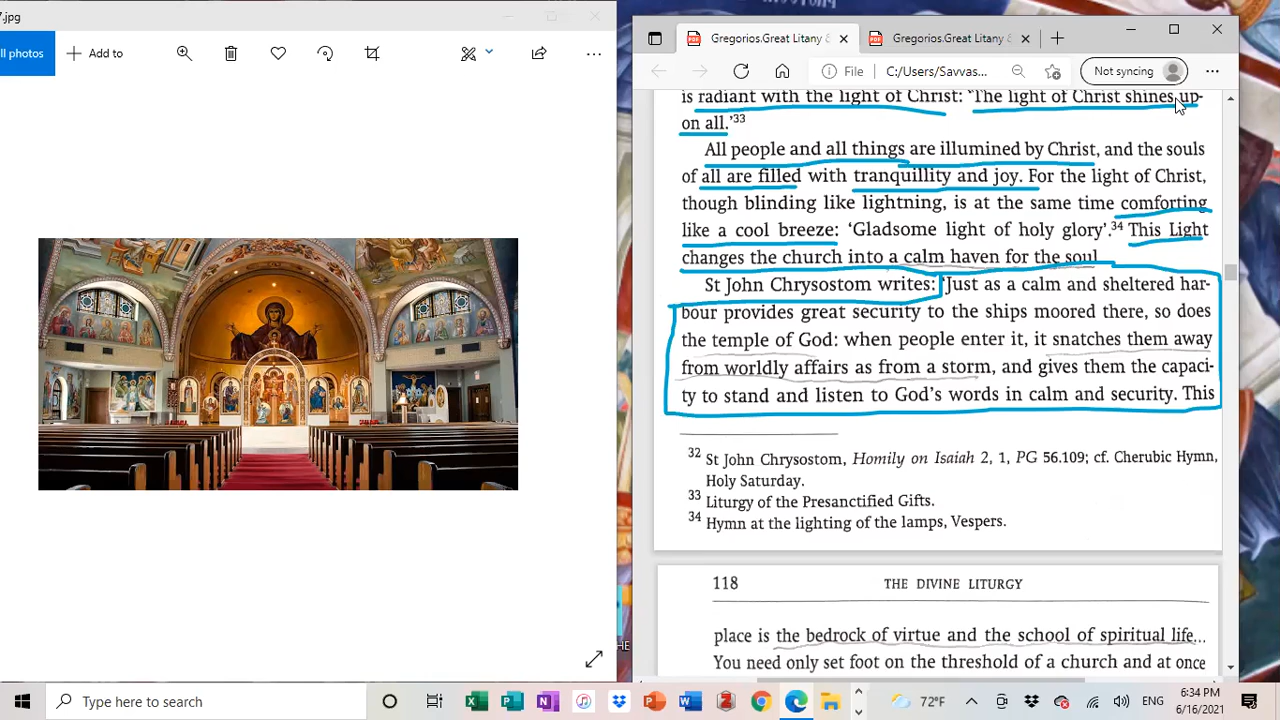 7.jpg
ll photos
Add to
Gregorios.Great Litany &
Gregorios.Great Litany &
File
C:/Users/Savvas...
Not syncing
is radiant with the light of Christ: 'The light of Christ shines up-
on all.'33
All people and all things are illumined by Christ, and the souls
of all are filled with tranquillity and joy. For the light of Christ,
though blinding like lightning, is at the same time comforting
like a cool breeze: 'Gladsome light of holy glory'.34 This Light
changes the church into a calm haven for the soul
St John Chrysostom writes: 'Just as a calm and sheltered har-
bour provides great security to the ships moored there, so does
the temple of God: when people enter it, it snatches them away
from worldly affairs as from a storm, and gives them the capaci-
ty to stand and listen to God's words in calm and security. This
32 St John Chrysostom, Homily on Isaiah 2, 1, PG 56.109; cf. Cherubic Hymn,
Holy Saturday.
33 Liturgy of the Presanctified Gifts.
34 Hymn at the lighting of the lamps, Vespers.
118 THE DIVINE LITURGY
place is the bedrock of virtue and the school of spiritual life...
You need only set foot on the threshold of a church and at once
HE
Type here to search
72°F
ENG
6:34 PM
6/16/2021